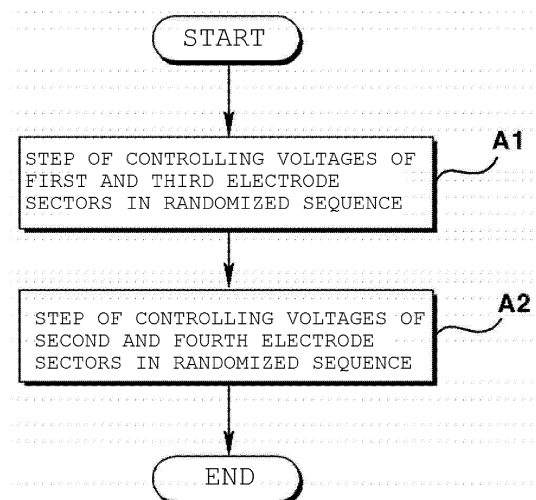 START
STEP OF CONTROLLING VOLTAGES OF
FIRST AND THIRD ELECTRODE
SECTORS IN RANDOMIZED SEQUENCE
A1
STEP OF CONTROLLING VOLTAGES OF
SECOND AND FOURTH ELECTRODE
SECTORS IN RANDOMIZED SEQUENCE
A2
END